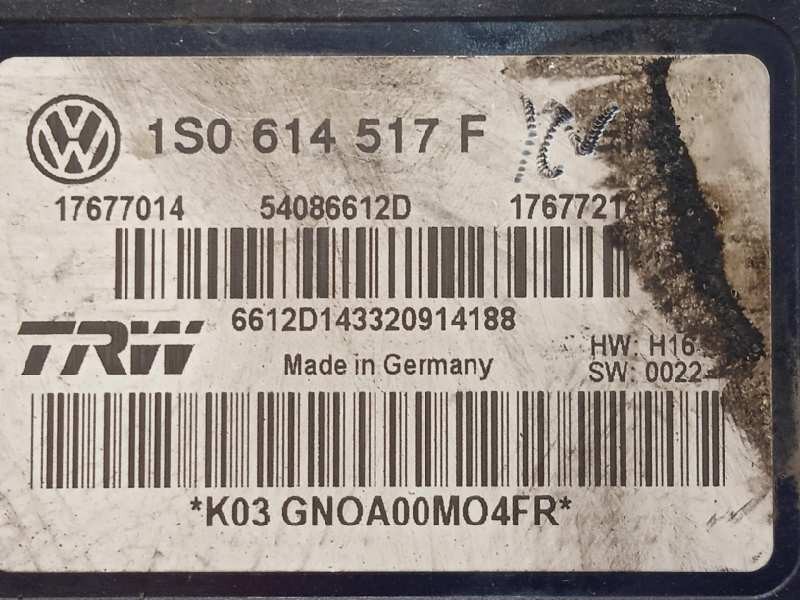 1S0 614 517 F
17677014 54086612D
6612D143320914188
TRW
Made in Germany
HW: H16
SW: 0022
*K03 GNOA00MO4FR*